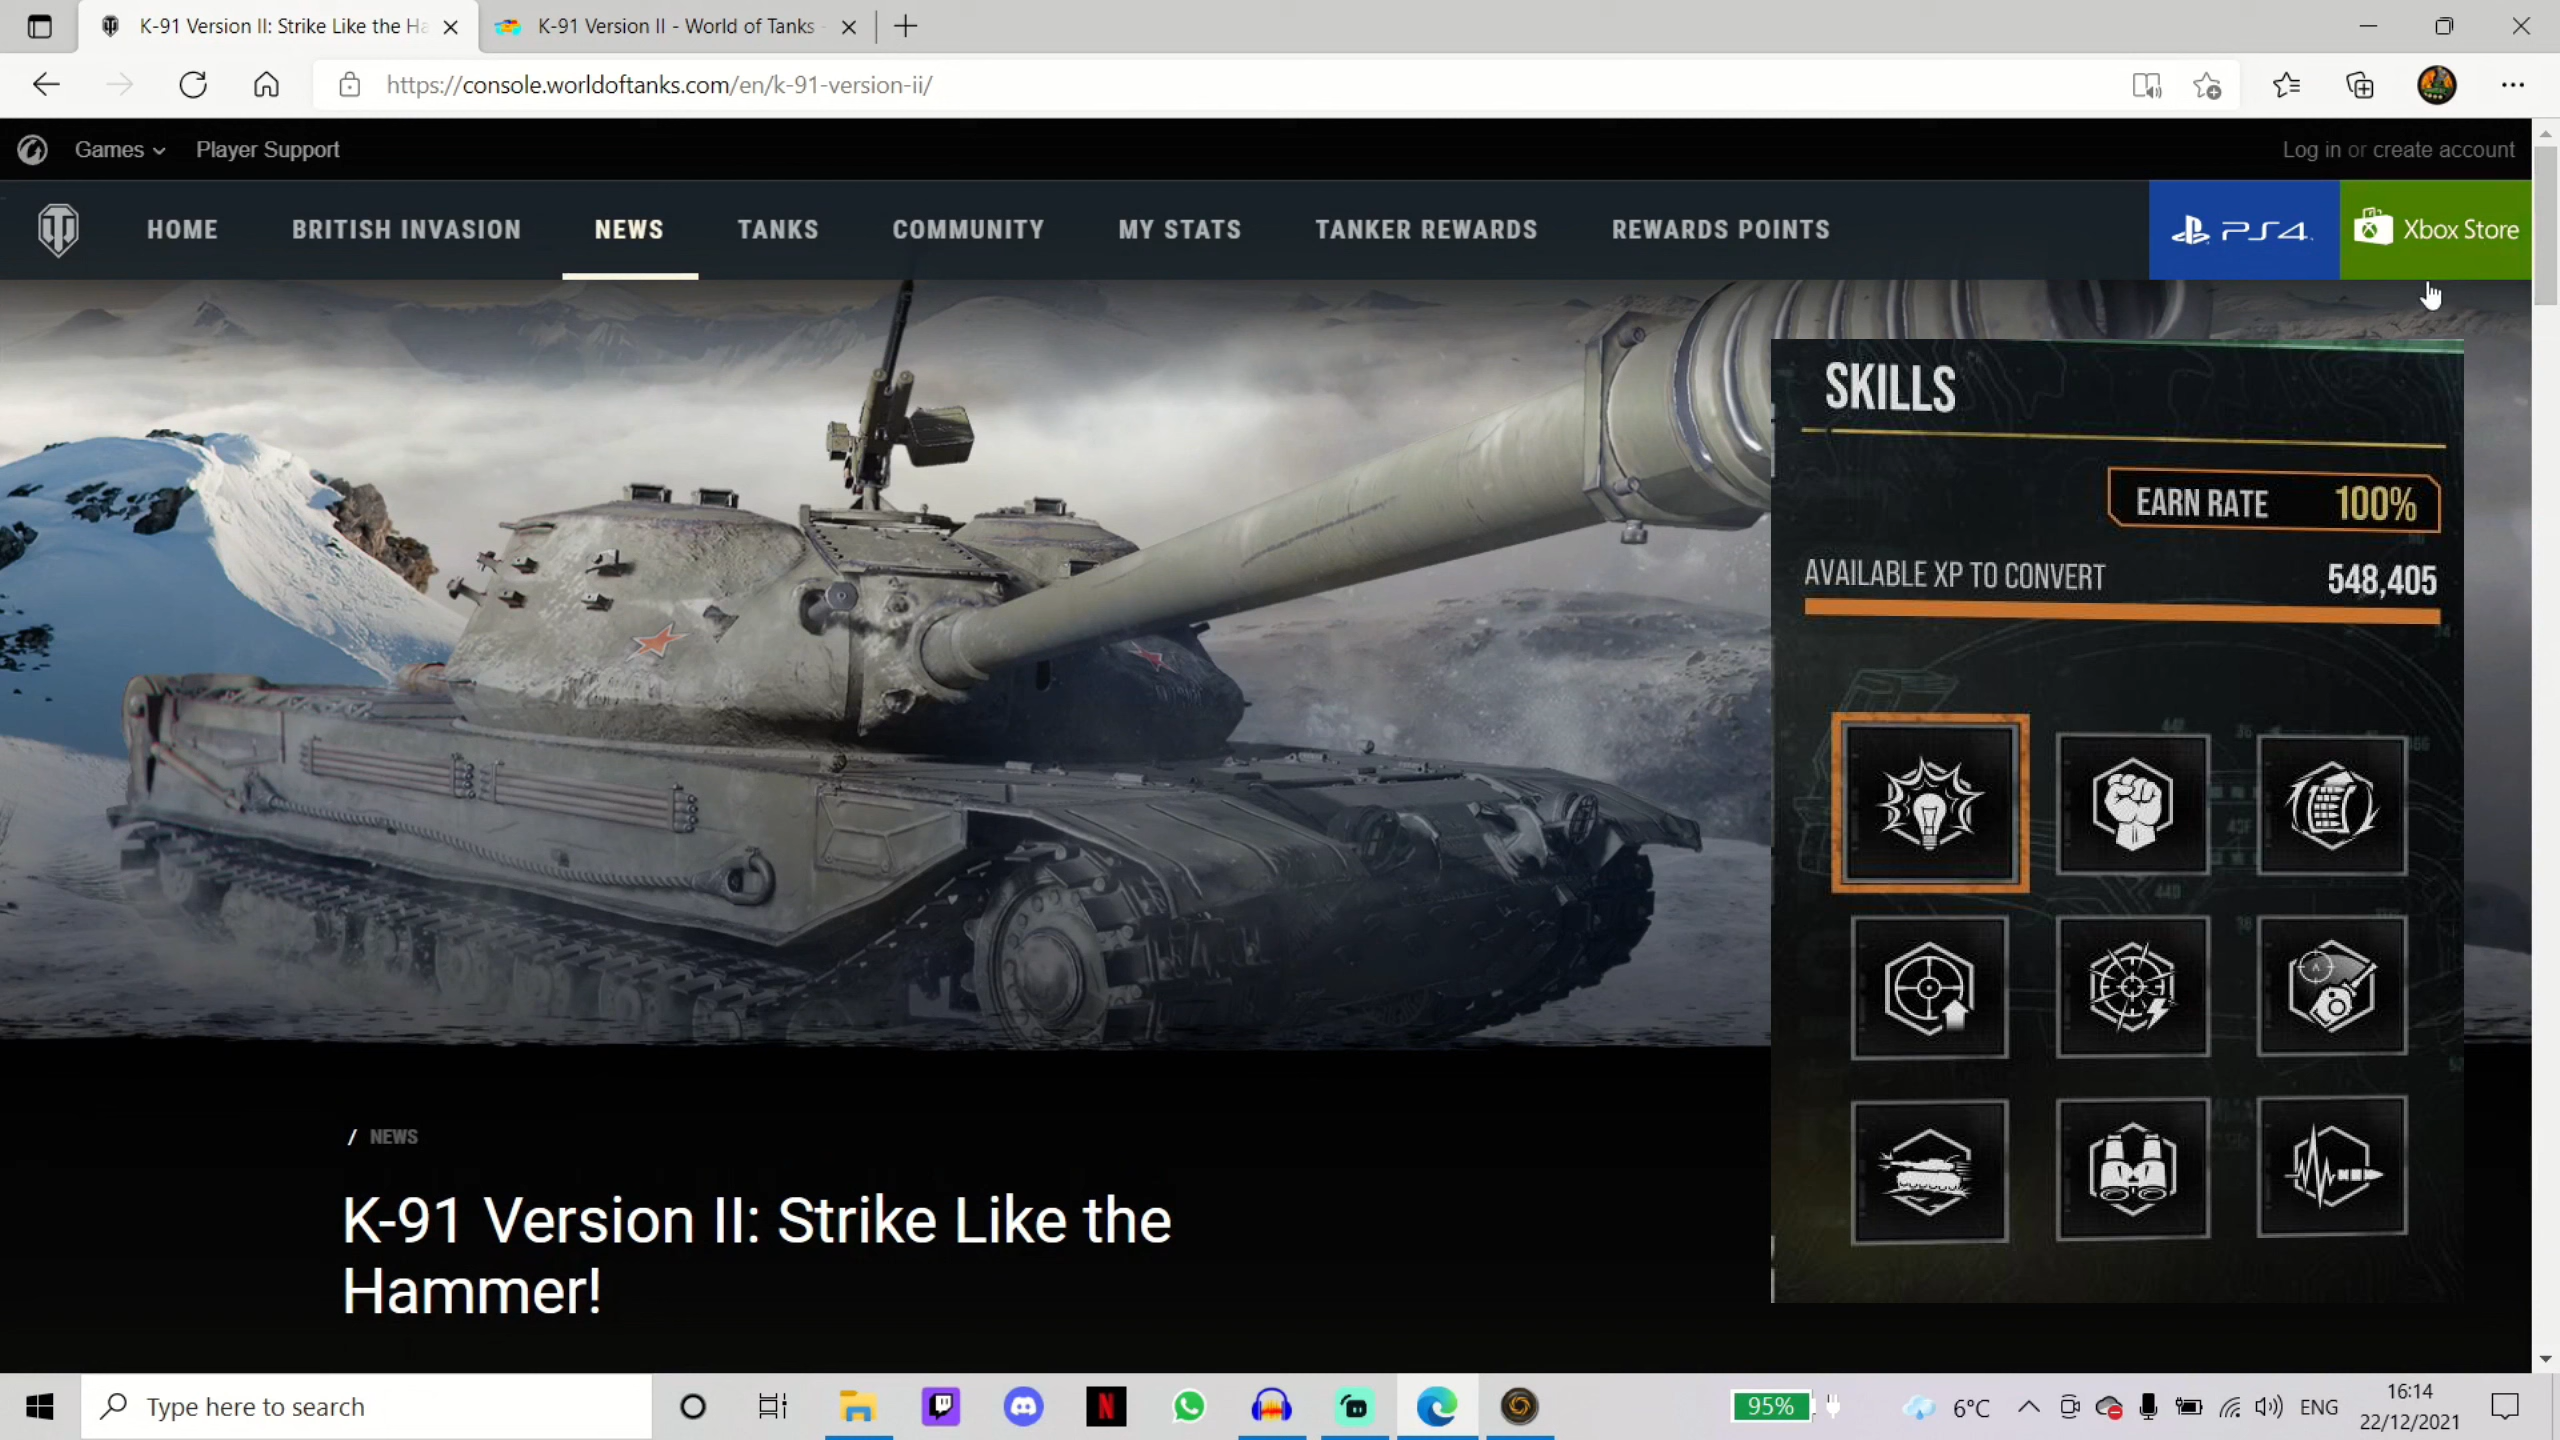 K-91 Version II: Strike Like the Ha
K-91 Version II - World of Tanks -
https://console.worldoftanks.com/en/k-91-version-ii/
Games
Player Support
Log in or create account
HOME
BRITISH INVASION
NEWS
TANKS
COMMUNITY
MY STATS
TANKER REWARDS
REWARDS POINTS
PS4
Xbox Store
SKILLS
EARN RATE 100%
AVAILABLE XP TO CONVERT 548,405
/ NEWS
K-91 Version II: Strike Like the
Hammer!
Type here to search
95%
6°C
ENG
16:14
22/12/2021